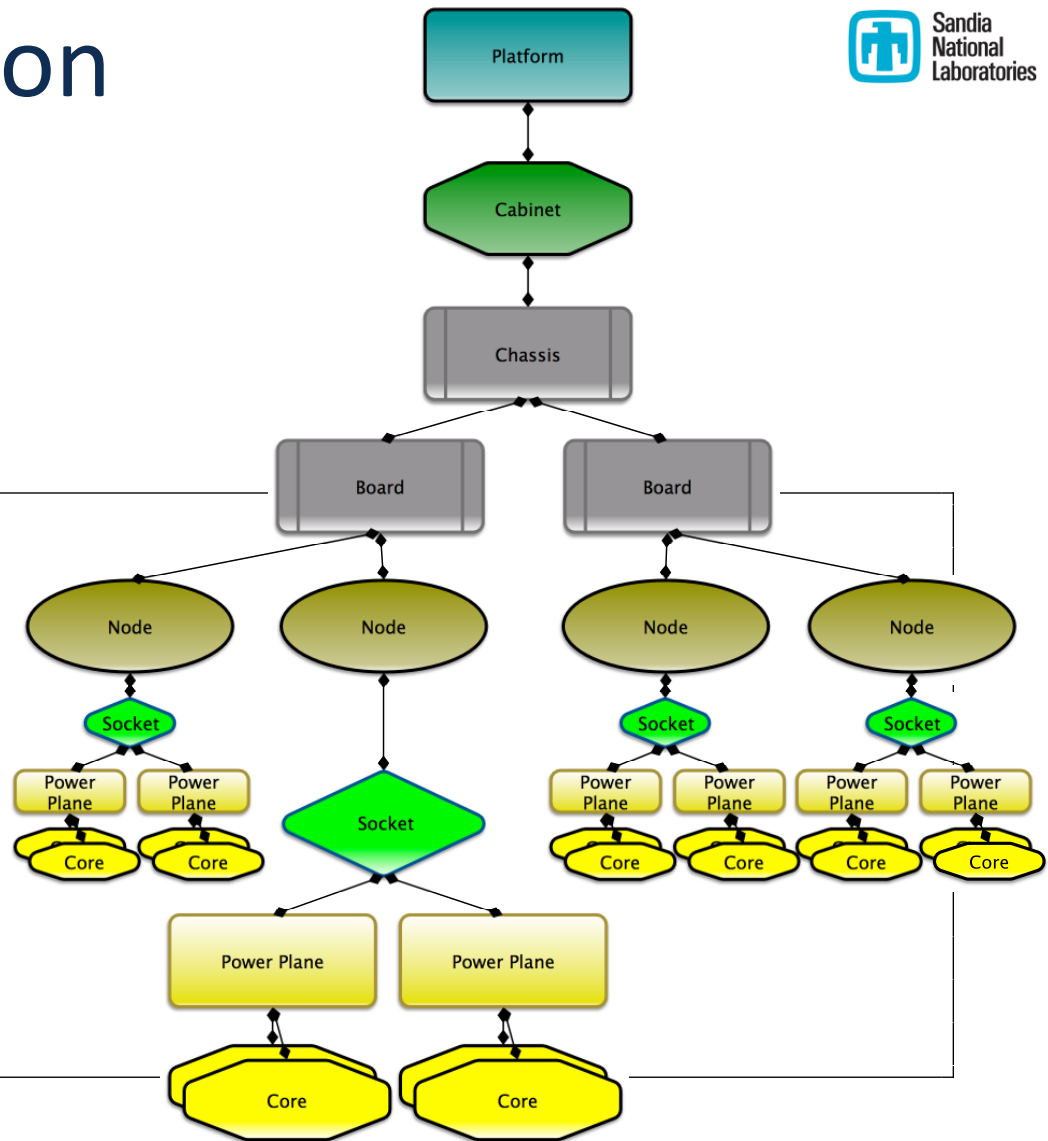 on
Sandia
National
Laboratories
Platform
Cabinet
Chassis
Board
Board
Node
Node
Node
Node
Socket
Socket
Socket
Power
Plane
Power
Plane
Power
Plane
Power
Plane
Power
Plane
Power
Plane
Socket
Core
Core
Core
Core
Core
Core
Power Plane
Power Plane
Core
Core